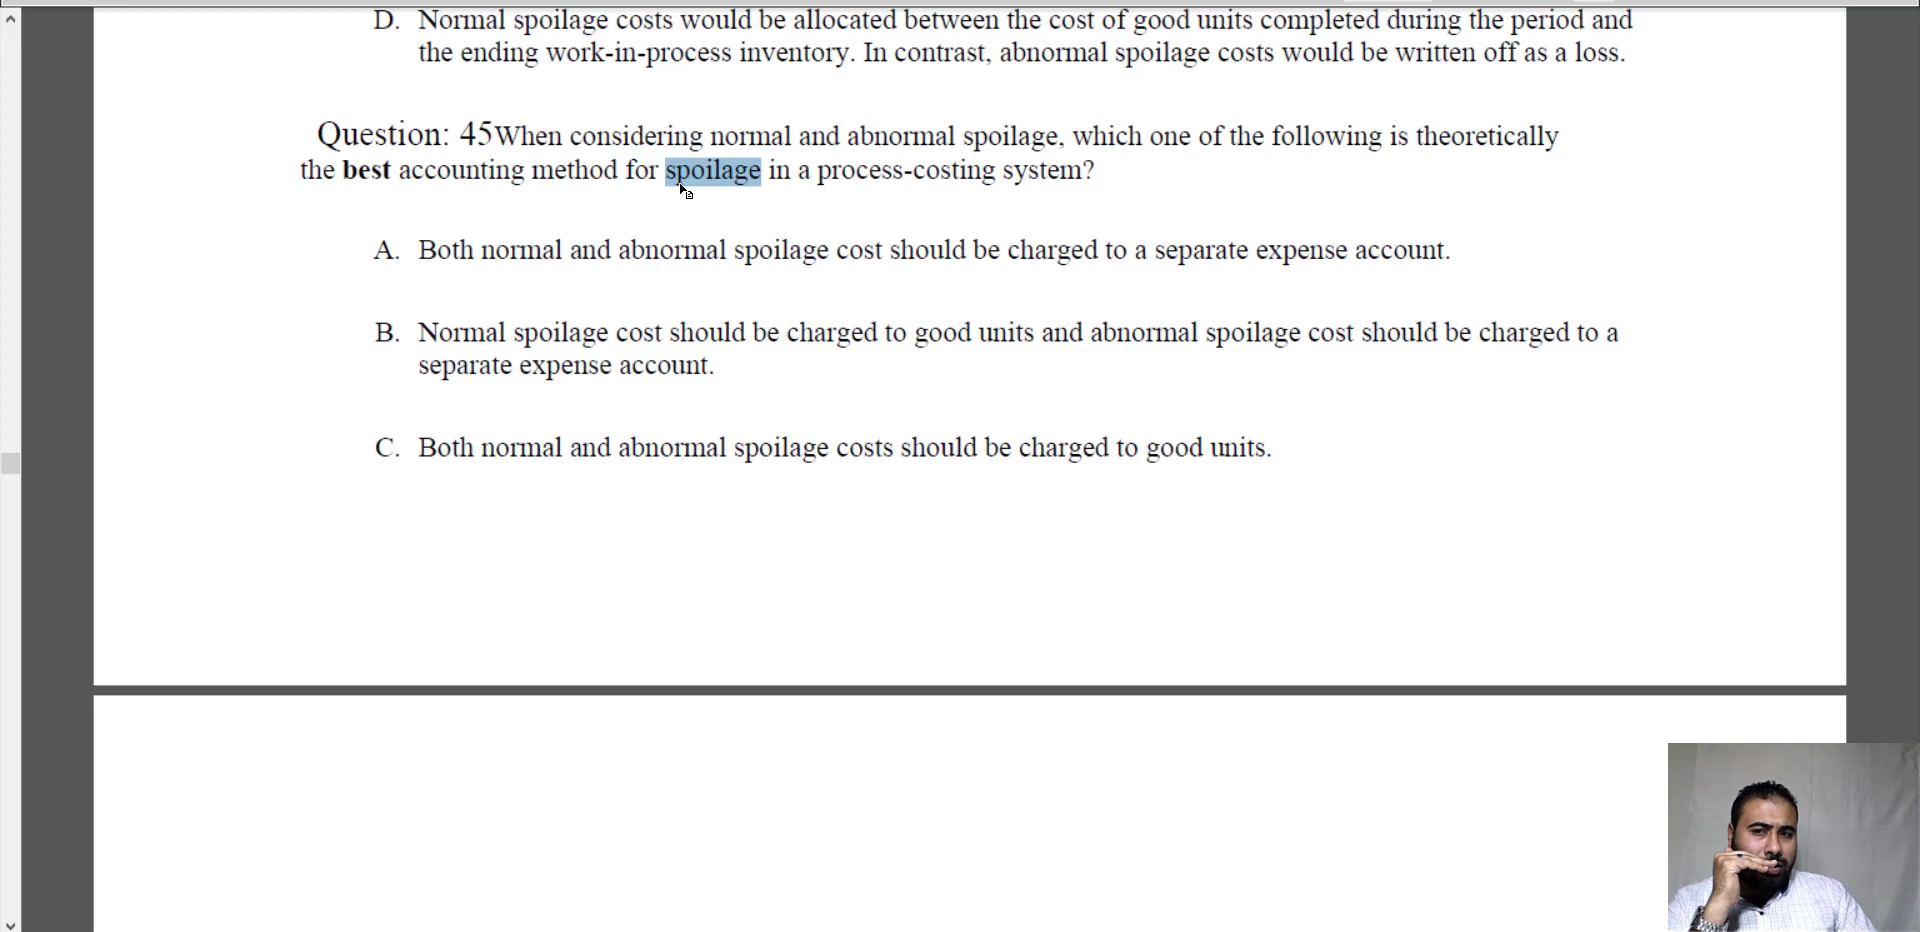 D. Normal spoilage costs would be allocated between the cost of good units completed during the period and
the ending work-in-process inventory. In contrast, abnormal spoilage costs would be written off as a loss.
Question: 45When considering normal and abnormal spoilage, which one of the following is theoretically
the best accounting method for spoilage in a process-costing system?
A. Both normal and abnormal spoilage cost should be charged to a separate expense account.
B. Normal spoilage cost should be charged to good units and abnormal spoilage cost should be charged to a
separate expense account.
C. Both normal and abnormal spoilage costs should be charged to good units.